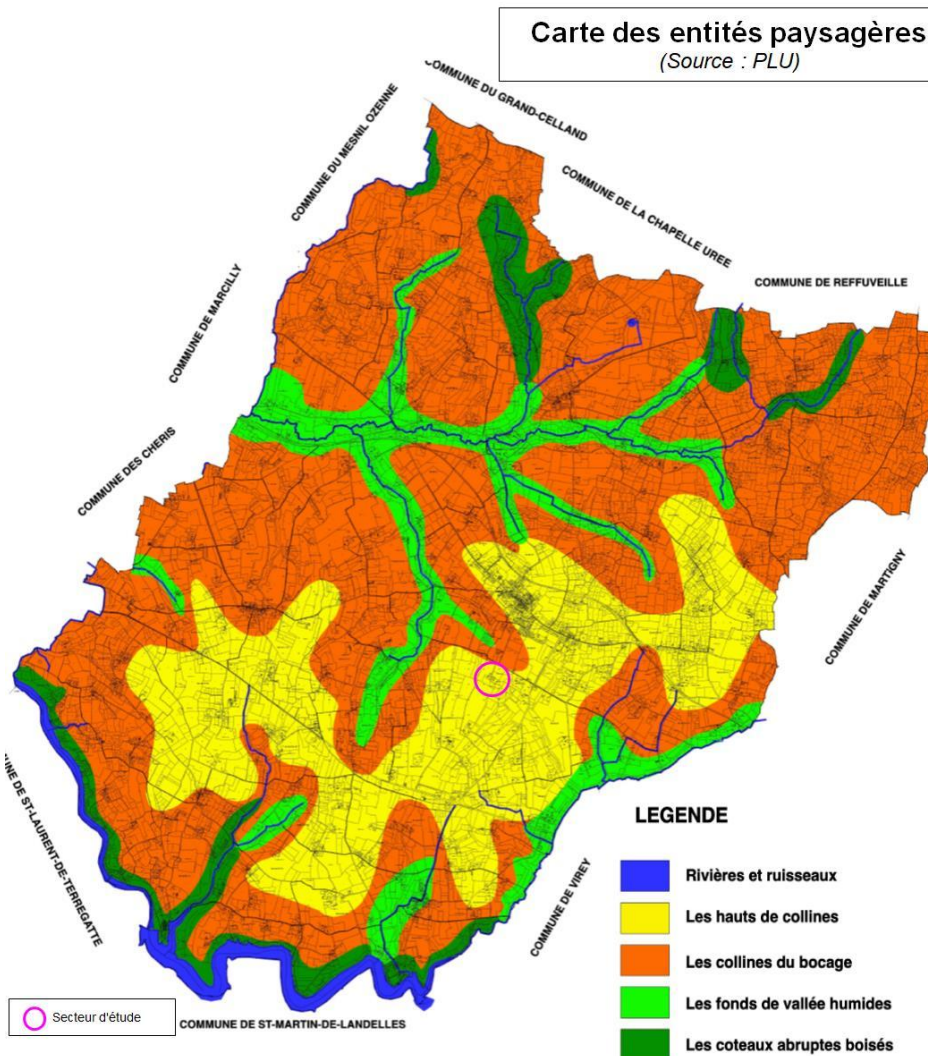 Carte des entités paysagères
(Source : PLU)
COMMUNE DU GRAND-CELLAND
COMMUNE DU MESNIL OZENNE
COMMUNE DE LA CHAPELLE UREE
COMMUNE DE REFFUVEILLE
COMMUNE DE MARCILLY
COMMUNE DES CHERIS
COMMUNE DE MARTIGNY
NE DE ST-LAURENT-DE-TERREGATTE
COMMUNE DE VIREY
COMMUNE DE ST-MARTIN-DE-LANDELLES
Secteur d'étude
LEGENDE
Rivières et ruisseaux
Les hauts de collines
Les collines du bocage
Les fonds de vallée humides
Les coteaux abruptes boisés